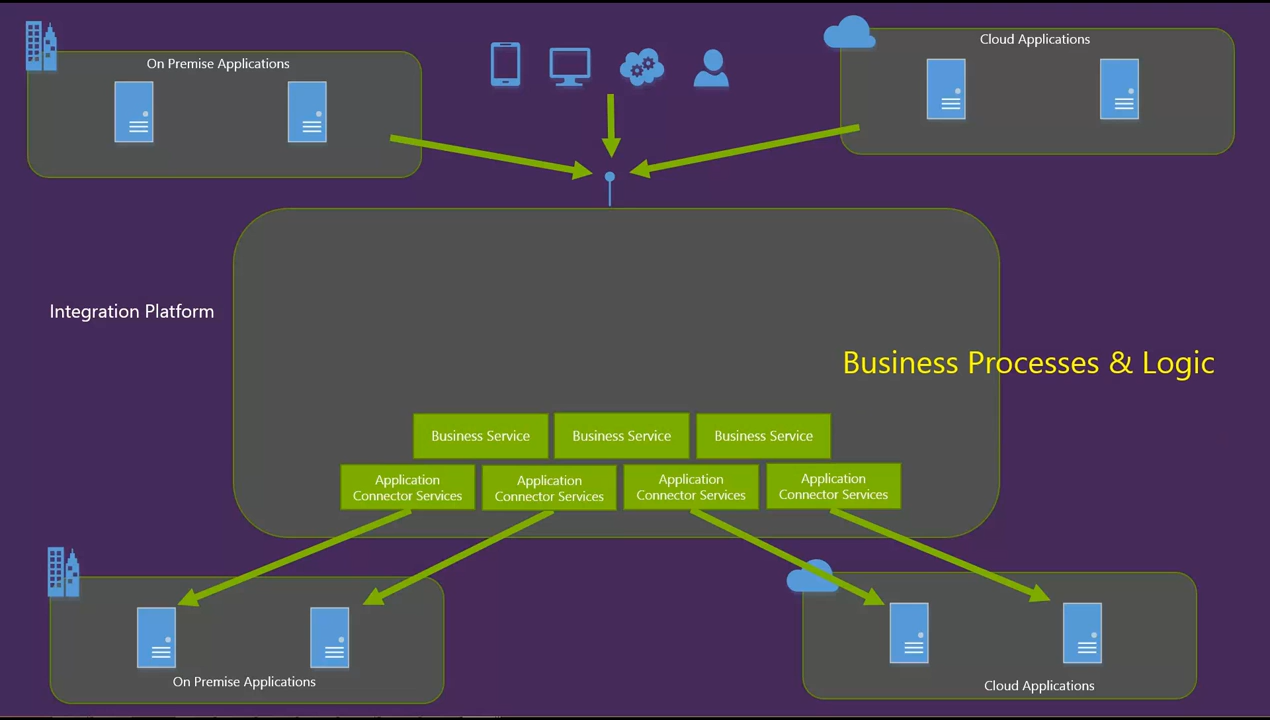 On Premise Applications
Cloud Applications
Integration Platform
Business Processes & Logic
Business Service
Business Service
Business Service
Application
Connector Services
Application
Connector Services
Application
Connector Services
Application
Connector Services
On Premise Applications
Cloud Applications